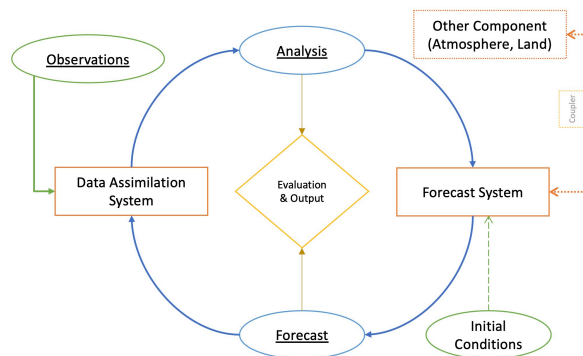 Other Component
(Atmosphere, Land)
Analysis
Observations
Coupler
Data Assimilation
System
Evaluation
& Output
Forecast System
Forecast
Initial
Conditions